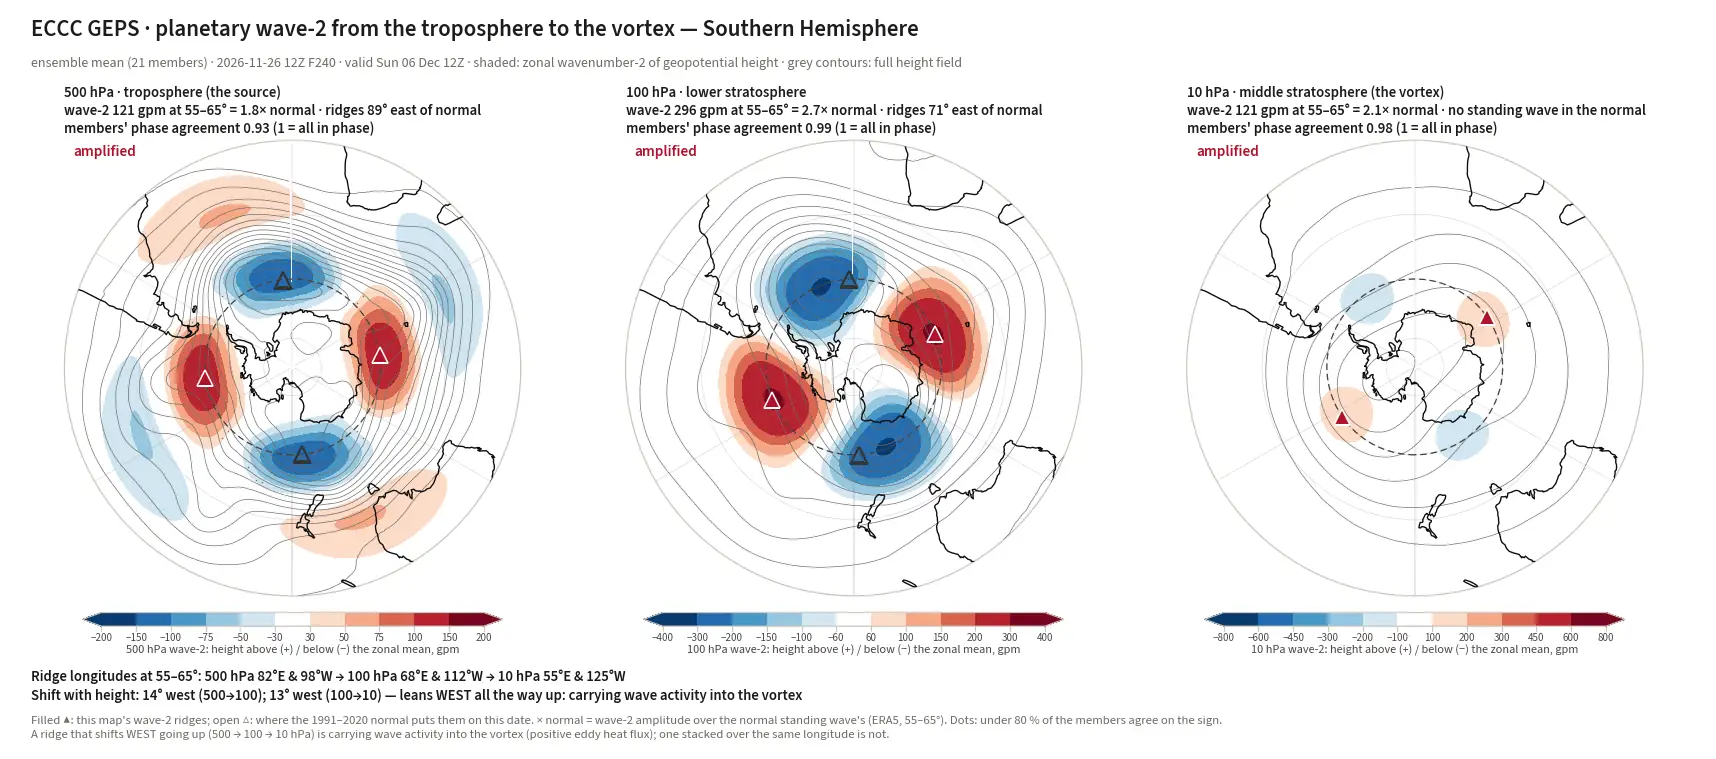 ECCC GEPS · planetary wave-2 from the troposphere to the vortex — Southern Hemisphere
ensemble mean (21 members) · 2026-11-26 12Z F240 · valid Sun 06 Dec 12Z · shaded: zonal wavenumber-2 of geopotential height · grey contours: full height field
500 hPa · troposphere (the source)
wave-2 121 gpm at 55–65° = 1.8× normal · ridges 89° east of normal
members' phase agreement 0.93 (1 = all in phase)
amplified
100 hPa · lower stratosphere
wave-2 296 gpm at 55–65° = 2.7× normal · ridges 71° east of normal
members' phase agreement 0.99 (1 = all in phase)
amplified
10 hPa · middle stratosphere (the vortex)
wave-2 121 gpm at 55–65° = 2.1× normal · no standing wave in the normal
members' phase agreement 0.98 (1 = all in phase)
amplified
−200 −150 −100 −75 −50 −30 30 50 75 100 150 200
500 hPa wave-2: height above (+) / below (−) the zonal mean, gpm
−400 −300 −200 −150 −100 −60 60 100 150 200 300 400
100 hPa wave-2: height above (+) / below (−) the zonal mean, gpm
−800 −600 −450 −300 −200 −100 100 200 300 450 600 800
10 hPa wave-2: height above (+) / below (−) the zonal mean, gpm
Ridge longitudes at 55–65°: 500 hPa 82°E & 98°W → 100 hPa 68°E & 112°W → 10 hPa 55°E & 125°W
Shift with height: 14° west (500→100); 13° west (100→10) — leans WEST all the way up: carrying wave activity into the vortex
Filled ▲: this map's wave-2 ridges; open △: where the 1991–2020 normal puts them on this date. × normal = wave-2 amplitude over the normal standing wave's (ERA5, 55–65°). Dots: under 80 % of the members agree on the sign.
A ridge that shifts WEST going up (500 → 100 → 10 hPa) is carrying wave activity into the vortex (positive eddy heat flux); one stacked over the same longitude is not.